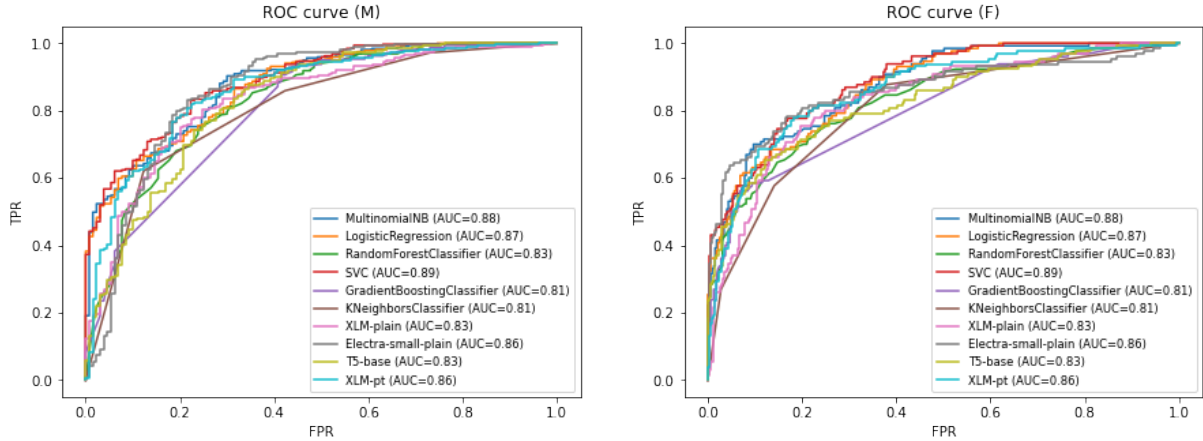 ROC curve (M)
1.0
0.8
0.6
0.4
0.2
0.0
TPR
MultinomialNB (AUC=0.88)
LogisticRegression (AUC=0.87)
RandomForestClassifier (AUC=0.83)
SVC (AUC=0.89)
GradientBoostingClassifier (AUC=0.81)
KNeighborsClassifier (AUC=0.81)
XLM-plain (AUC=0.83)
Electra-small-plain (AUC=0.86)
T5-base (AUC=0.83)
XLM-pt (AUC=0.86)
0.0 0.2 0.4 0.6 0.8 1.0
FPR
ROC curve (F)
1.0
0.8
0.6
0.4
0.2
0.0
TPR
MultinomialNB (AUC=0.88)
LogisticRegression (AUC=0.87)
RandomForestClassifier (AUC=0.83)
SVC (AUC=0.89)
GradientBoostingClassifier (AUC=0.81)
KNeighborsClassifier (AUC=0.81)
XLM-plain (AUC=0.83)
Electra-small-plain (AUC=0.86)
T5-base (AUC=0.83)
XLM-pt (AUC=0.86)
0.0 0.2 0.4 0.6 0.8 1.0
FPR